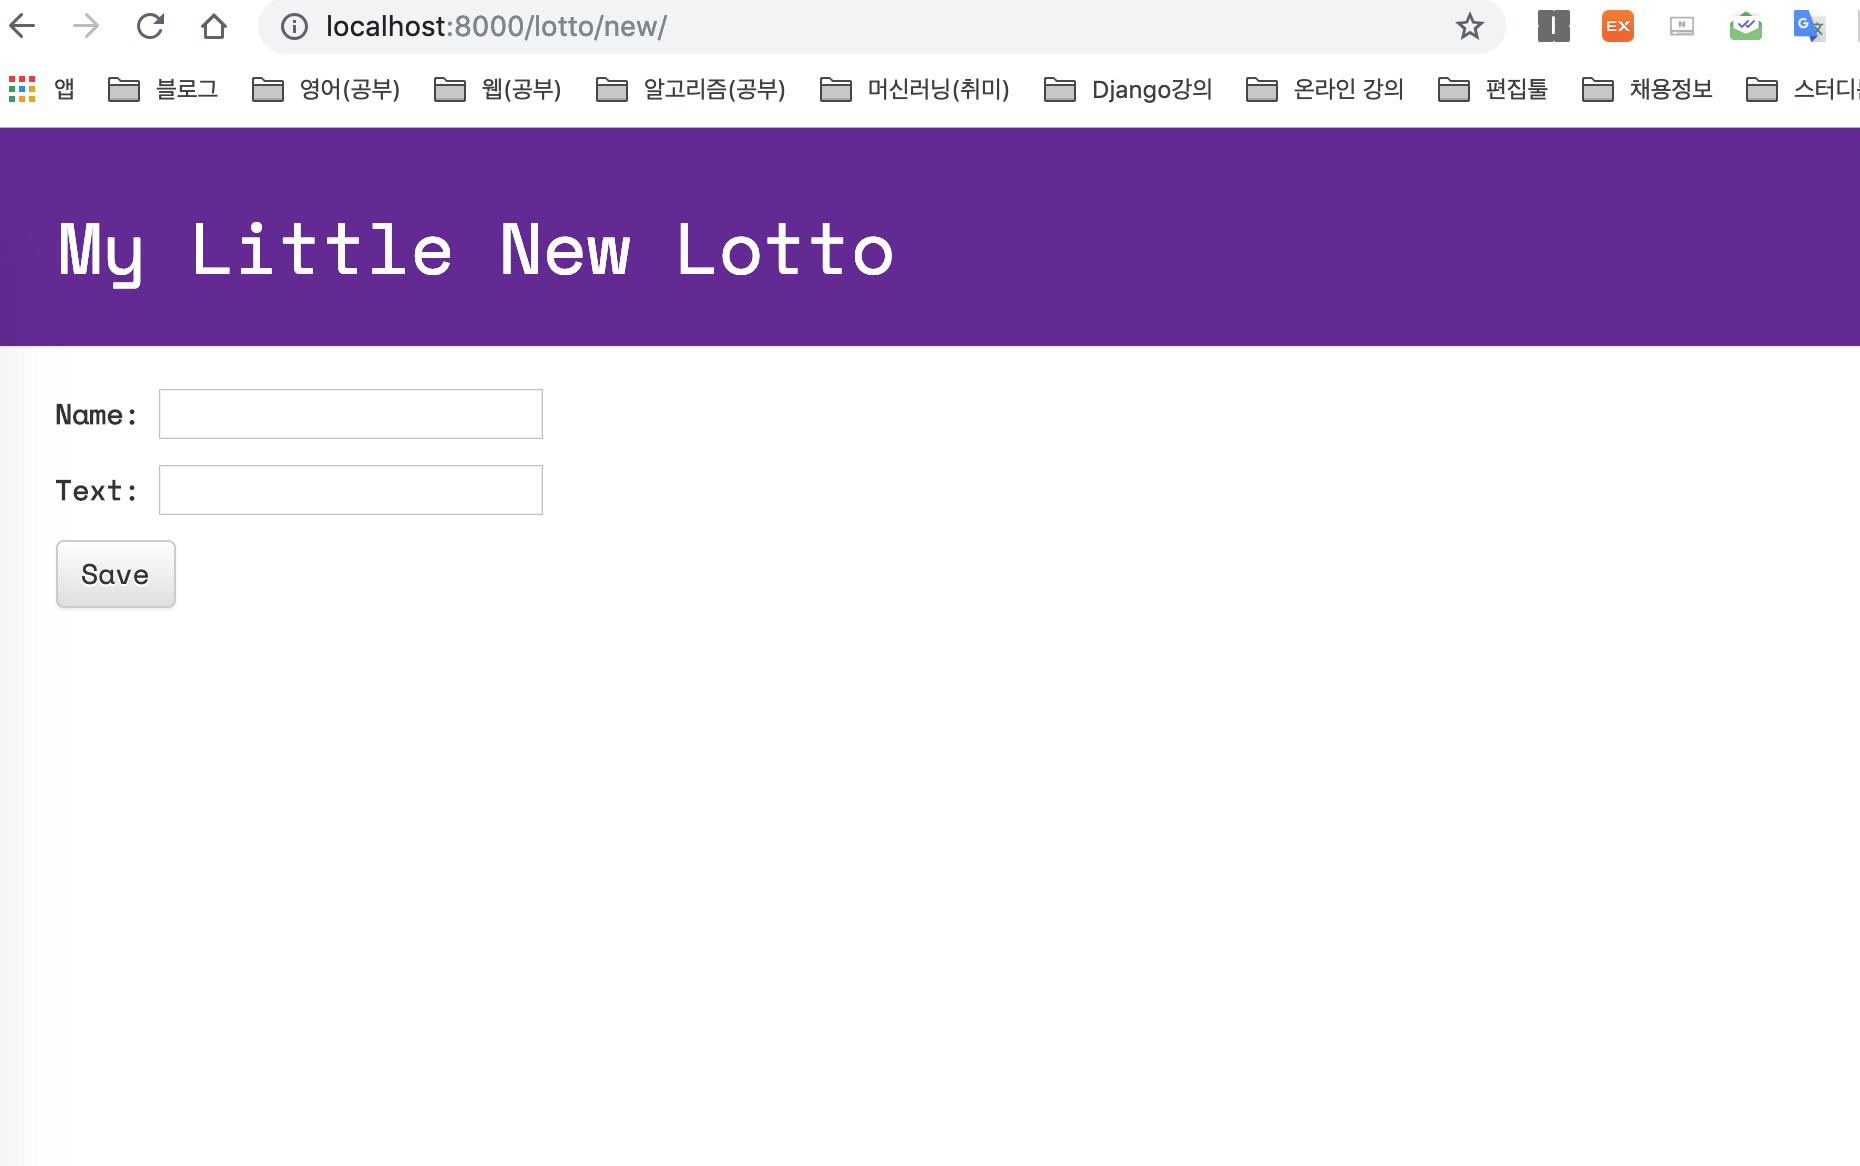 localhost:8000/lotto/new/
EX
N
G 文
앱 블로그 영어(공부) 웹(공부) 알고리즘(공부) 머신러닝(취미) Django강의 온라인 강의 편집툴 채용정보 스터디
My Little New Lotto
Name:
Text:
Save